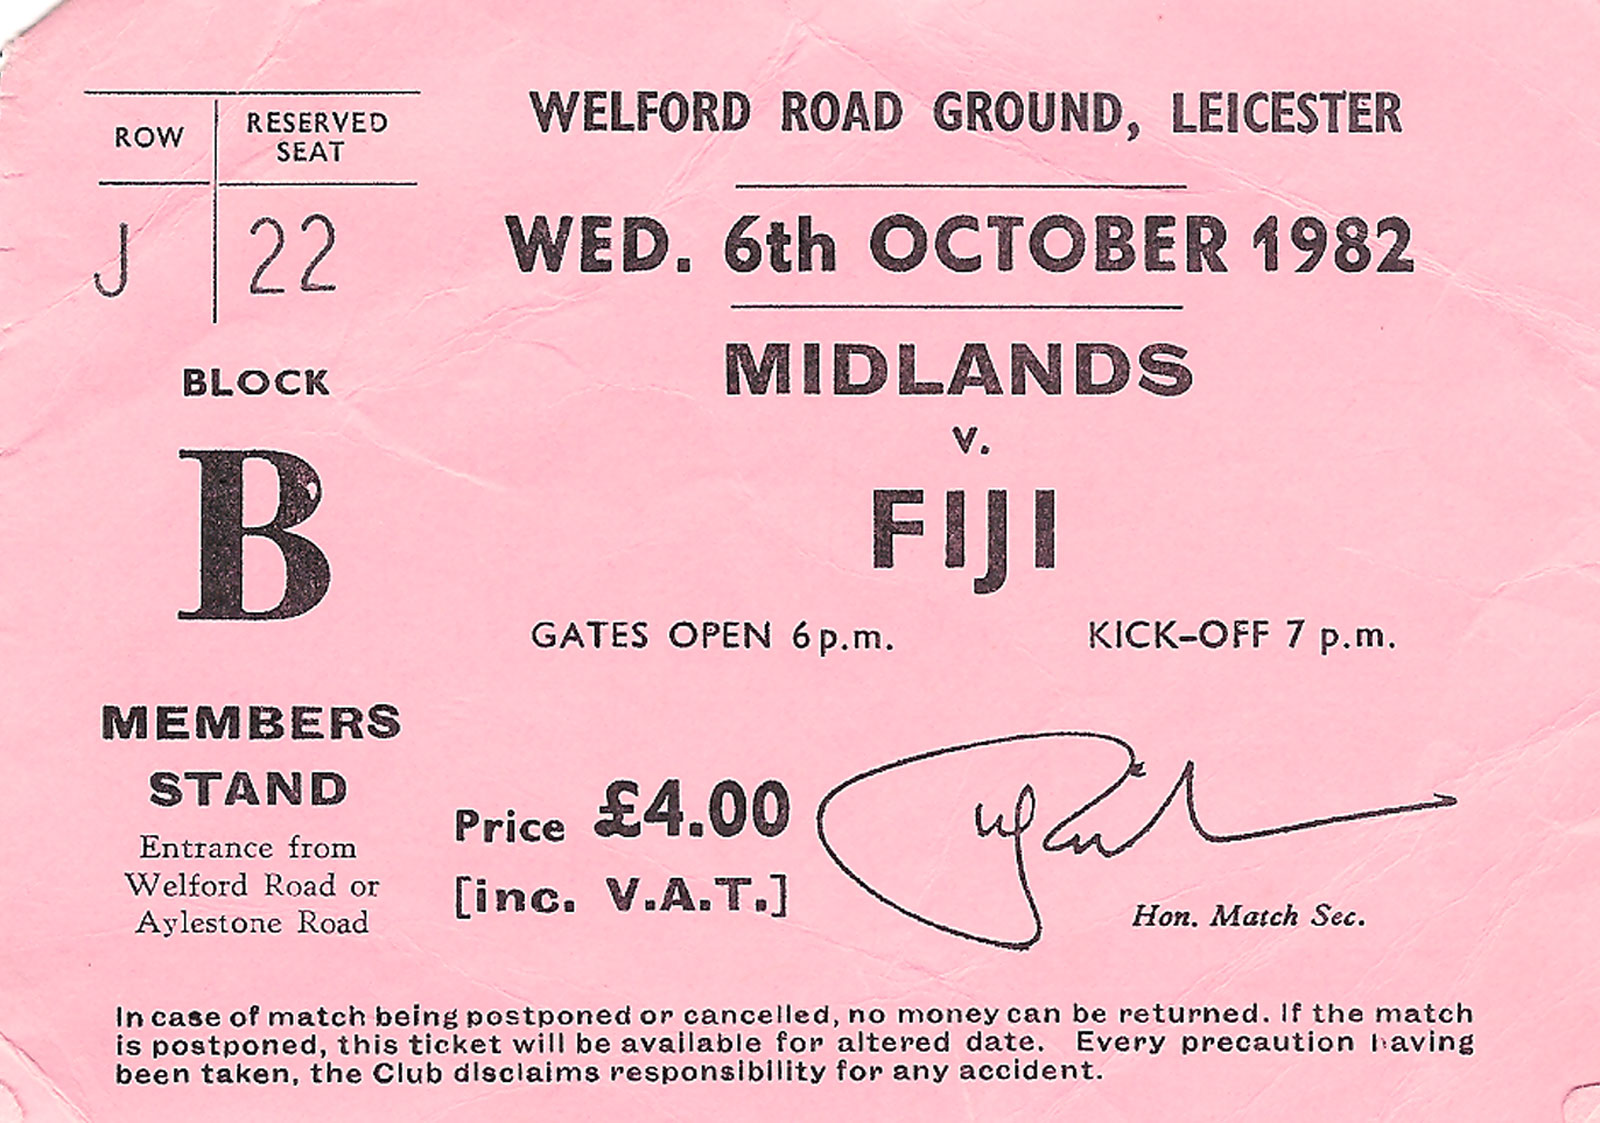 ROW
RESERVED
SEAT
J
22
BLOCK
B
MEMBERS
STAND
Entrance from
Welford Road or
Aylestone Road
WELFORD ROAD GROUND, LEICESTER
WED. 6th OCTOBER 1982
MIDLANDS
v.
FIJI
GATES OPEN 6 p.m.
KICK-OFF 7 p.m.
Price £4.00
[inc. V.A.T.]
Hon. Match Sec.
In case of match being postponed or cancelled, no money can be returned. If the match
is postponed, this ticket will be available for altered date. Every precaution having
been taken, the Club disclaims responsibility for any accident.